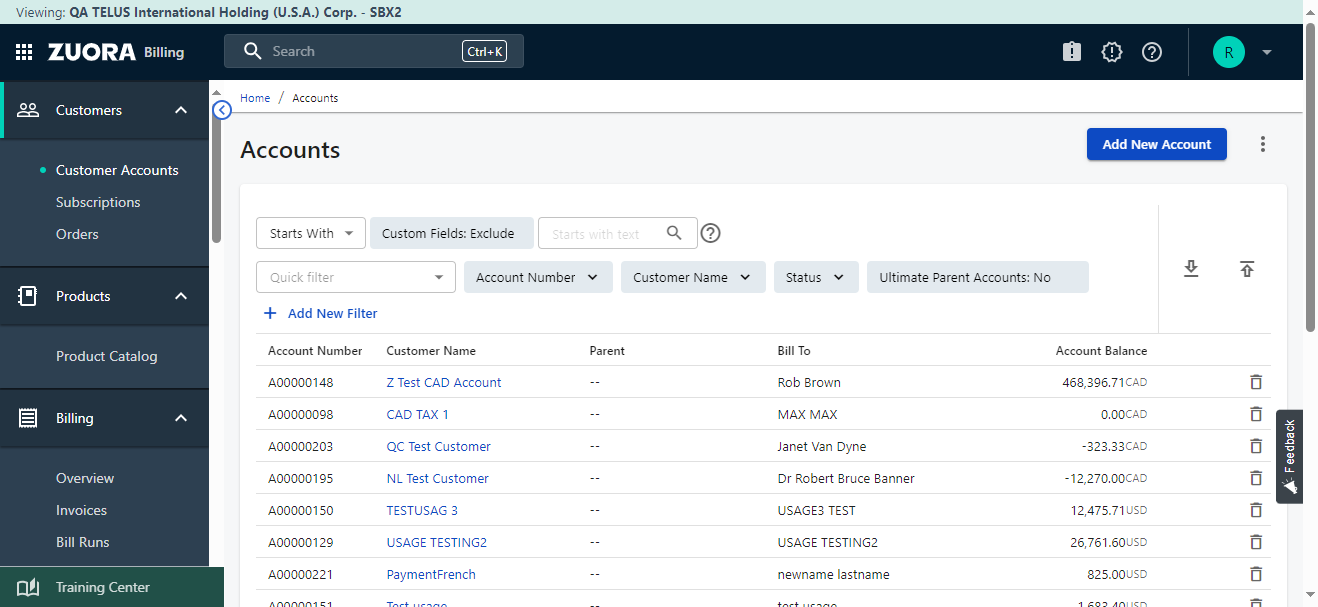 Viewing: QA TELUS International Holding (U.S.A.) Corp. - SBX2
ZUORA Billing
Search Ctrl+K
R
Customers
Customer Accounts
Subscriptions
Orders
Products
Product Catalog
Billing
Overview
Invoices
Bill Runs
Training Center
Home / Accounts
Accounts
Add New Account
Starts With Custom Fields: Exclude Starts with text
Quick filter Account Number Customer Name Status Ultimate Parent Accounts: No
+ Add New Filter
Account Number Customer Name Parent Bill To Account Balance
A00000148 Z Test CAD Account -- Rob Brown 468,396.71CAD
A00000098 CAD TAX 1 -- MAX MAX 0.00CAD
A00000203 QC Test Customer -- Janet Van Dyne -323.33CAD
A00000195 NL Test Customer -- Dr Robert Bruce Banner -12,270.00CAD
A00000150 TESTUSAG 3 -- USAGE3 TEST 12,475.71USD
A00000129 USAGE TESTING2 -- USAGE TESTING2 26,761.60USD
A00000221 PaymentFrench -- newname lastname 825.00USD
A00000151 Test usage -- test usage 1,683.40USD
Feedback